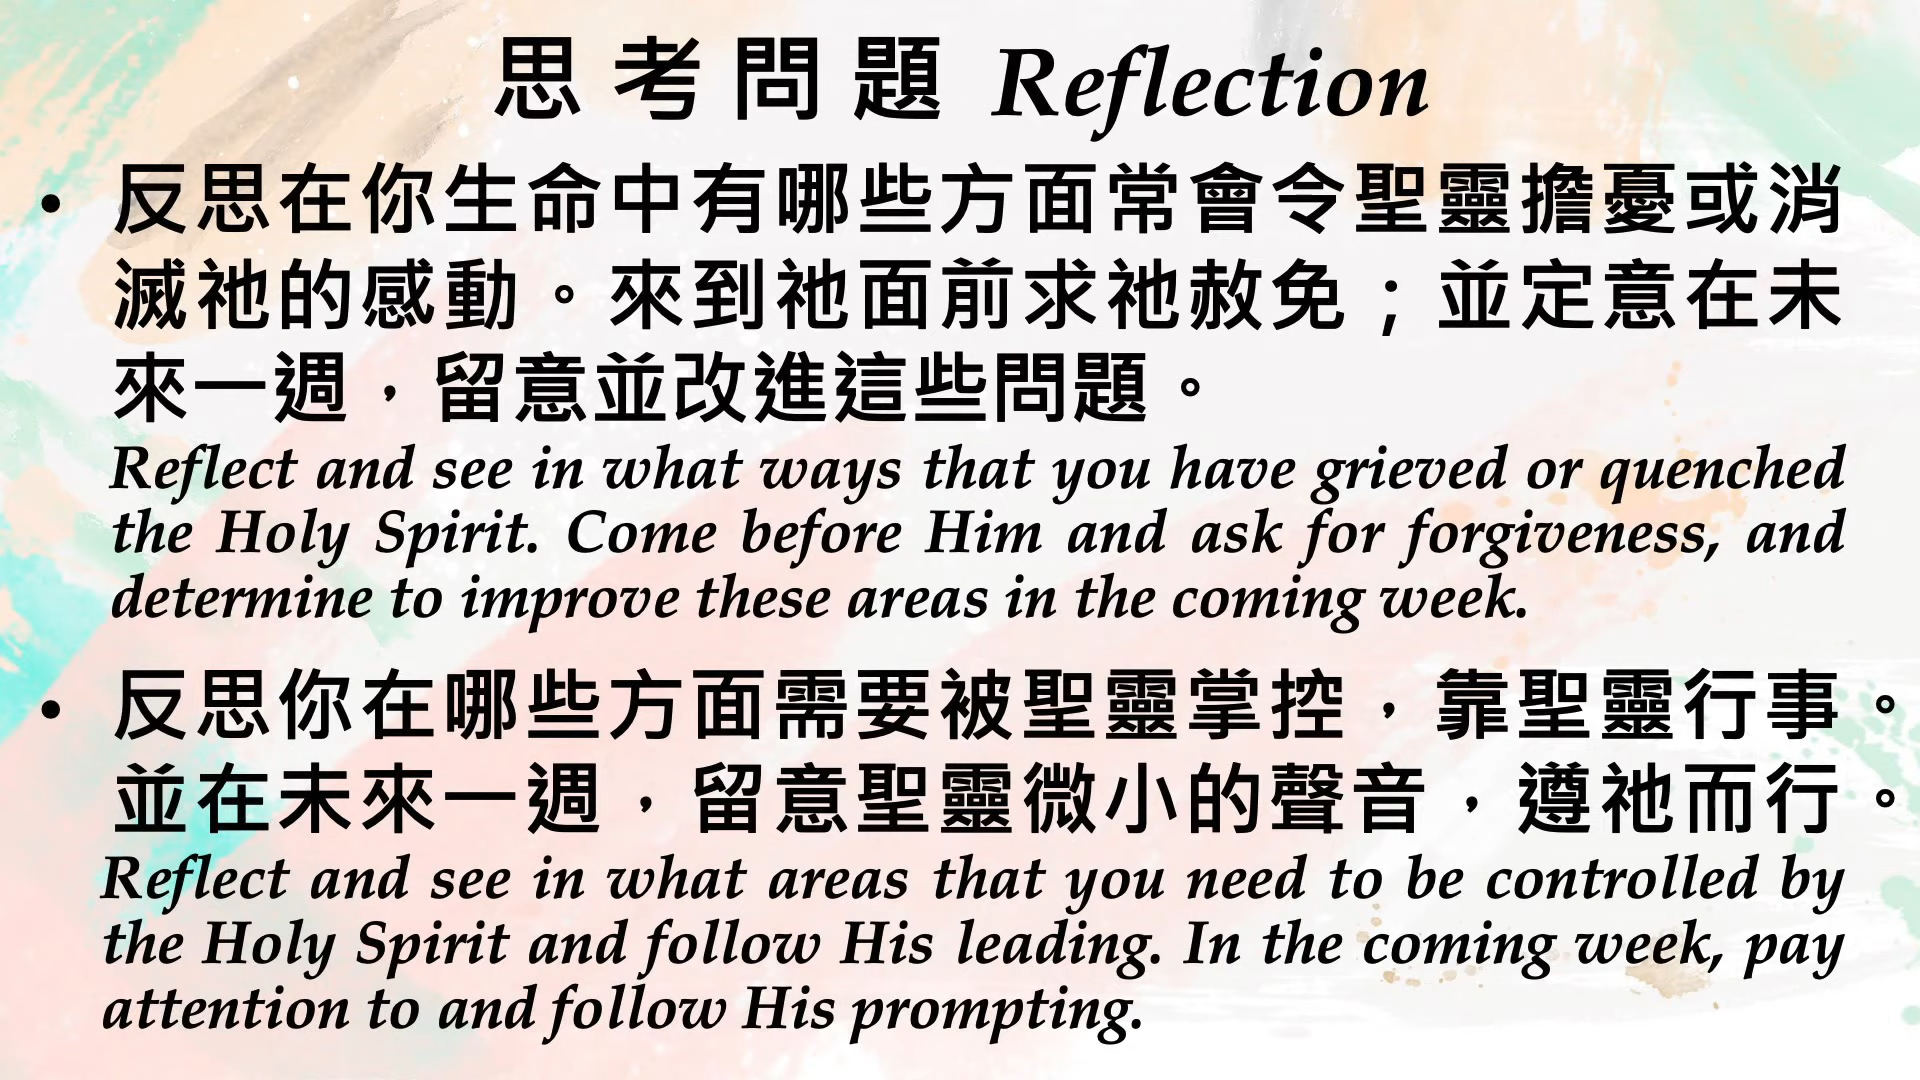 思考問題 Reflection
• 反思在你生命中有哪些方面常會令聖靈擔憂或消
滅祂的感動。來到祂面前求祂赦免；並定意在未
來一週，留意並改進這些問題。
Reflect and see in what ways that you have grieved or quenched
the Holy Spirit. Come before Him and ask for forgiveness, and
determine to improve these areas in the coming week.
• 反思你在哪些方面需要被聖靈掌控，靠聖靈行事。
並在未來一週，留意聖靈微小的聲音，遵祂而行。
Reflect and see in what areas that you need to be controlled by
the Holy Spirit and follow His leading. In the coming week, pay
attention to and follow His prompting.